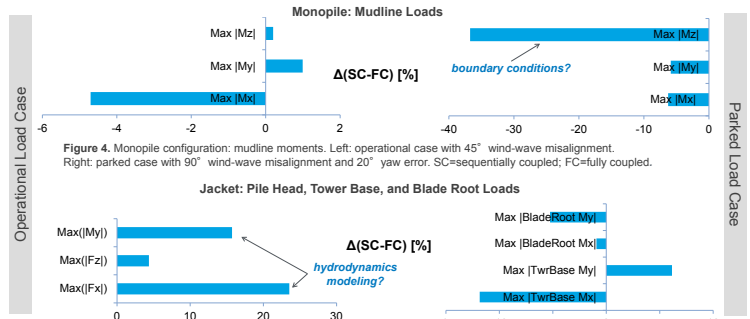 Monopile: Mudline Loads
Operational Load Case
Max |Mz|
Max |My|
Max |Mx|
-6 -4 -2 0 2
Δ(SC-FC) [%]
boundary conditions?
Max |Mz|
Max |My|
Max |Mx|
-40 -30 -20 -10 0
Parked Load Case
Figure 4. Monopile configuration: mudline moments. Left: operational case with 45° wind-wave misalignment.
Right: parked case with 90° wind-wave misalignment and 20° yaw error. SC=sequentially coupled; FC=fully coupled.
Jacket: Pile Head, Tower Base, and Blade Root Loads
Max(|My|)
Max(|Fz|)
Max(|Fx|)
0 10 20 30
Δ(SC-FC) [%]
hydrodynamics
modeling?
Max |BladeRoot My|
Max |BladeRoot Mx|
Max |TwrBase My|
Max |TwrBase Mx|